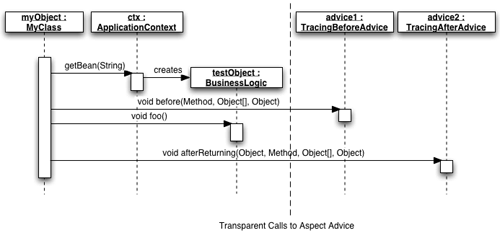 myObject :
MyClass
ctx :
ApplicationContext
advice1 :
TracingBeforeAdvice
advice2 :
TracingAfterAdvice
getBean(String)
creates
testObject :
BusinessLogic
void before(Method, Object[], Object)
void foo()
void afterReturning(Object, Method, Object[], Object)
Transparent Calls to Aspect Advice